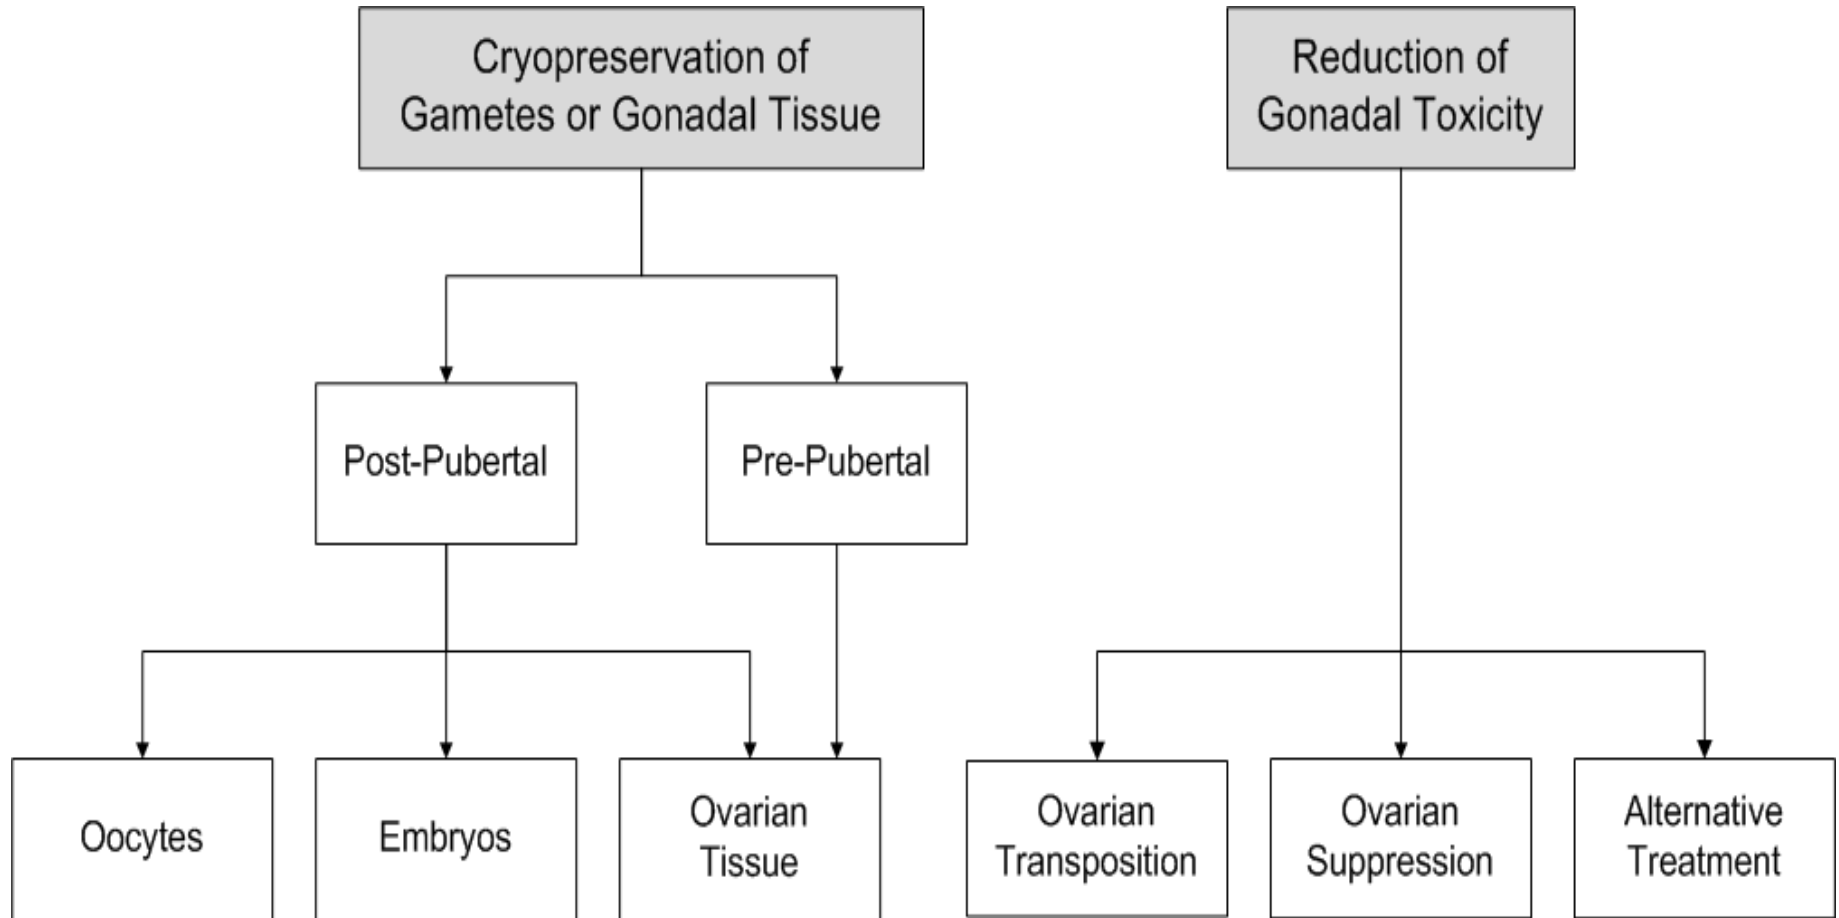 Cryopreservation of
Gametes or Gonadal Tissue
Reduction of
Gonadal Toxicity
Post-Pubertal
Pre-Pubertal
Oocytes
Embryos
Ovarian
Tissue
Ovarian
Transposition
Ovarian
Suppression
Alternative
Treatment